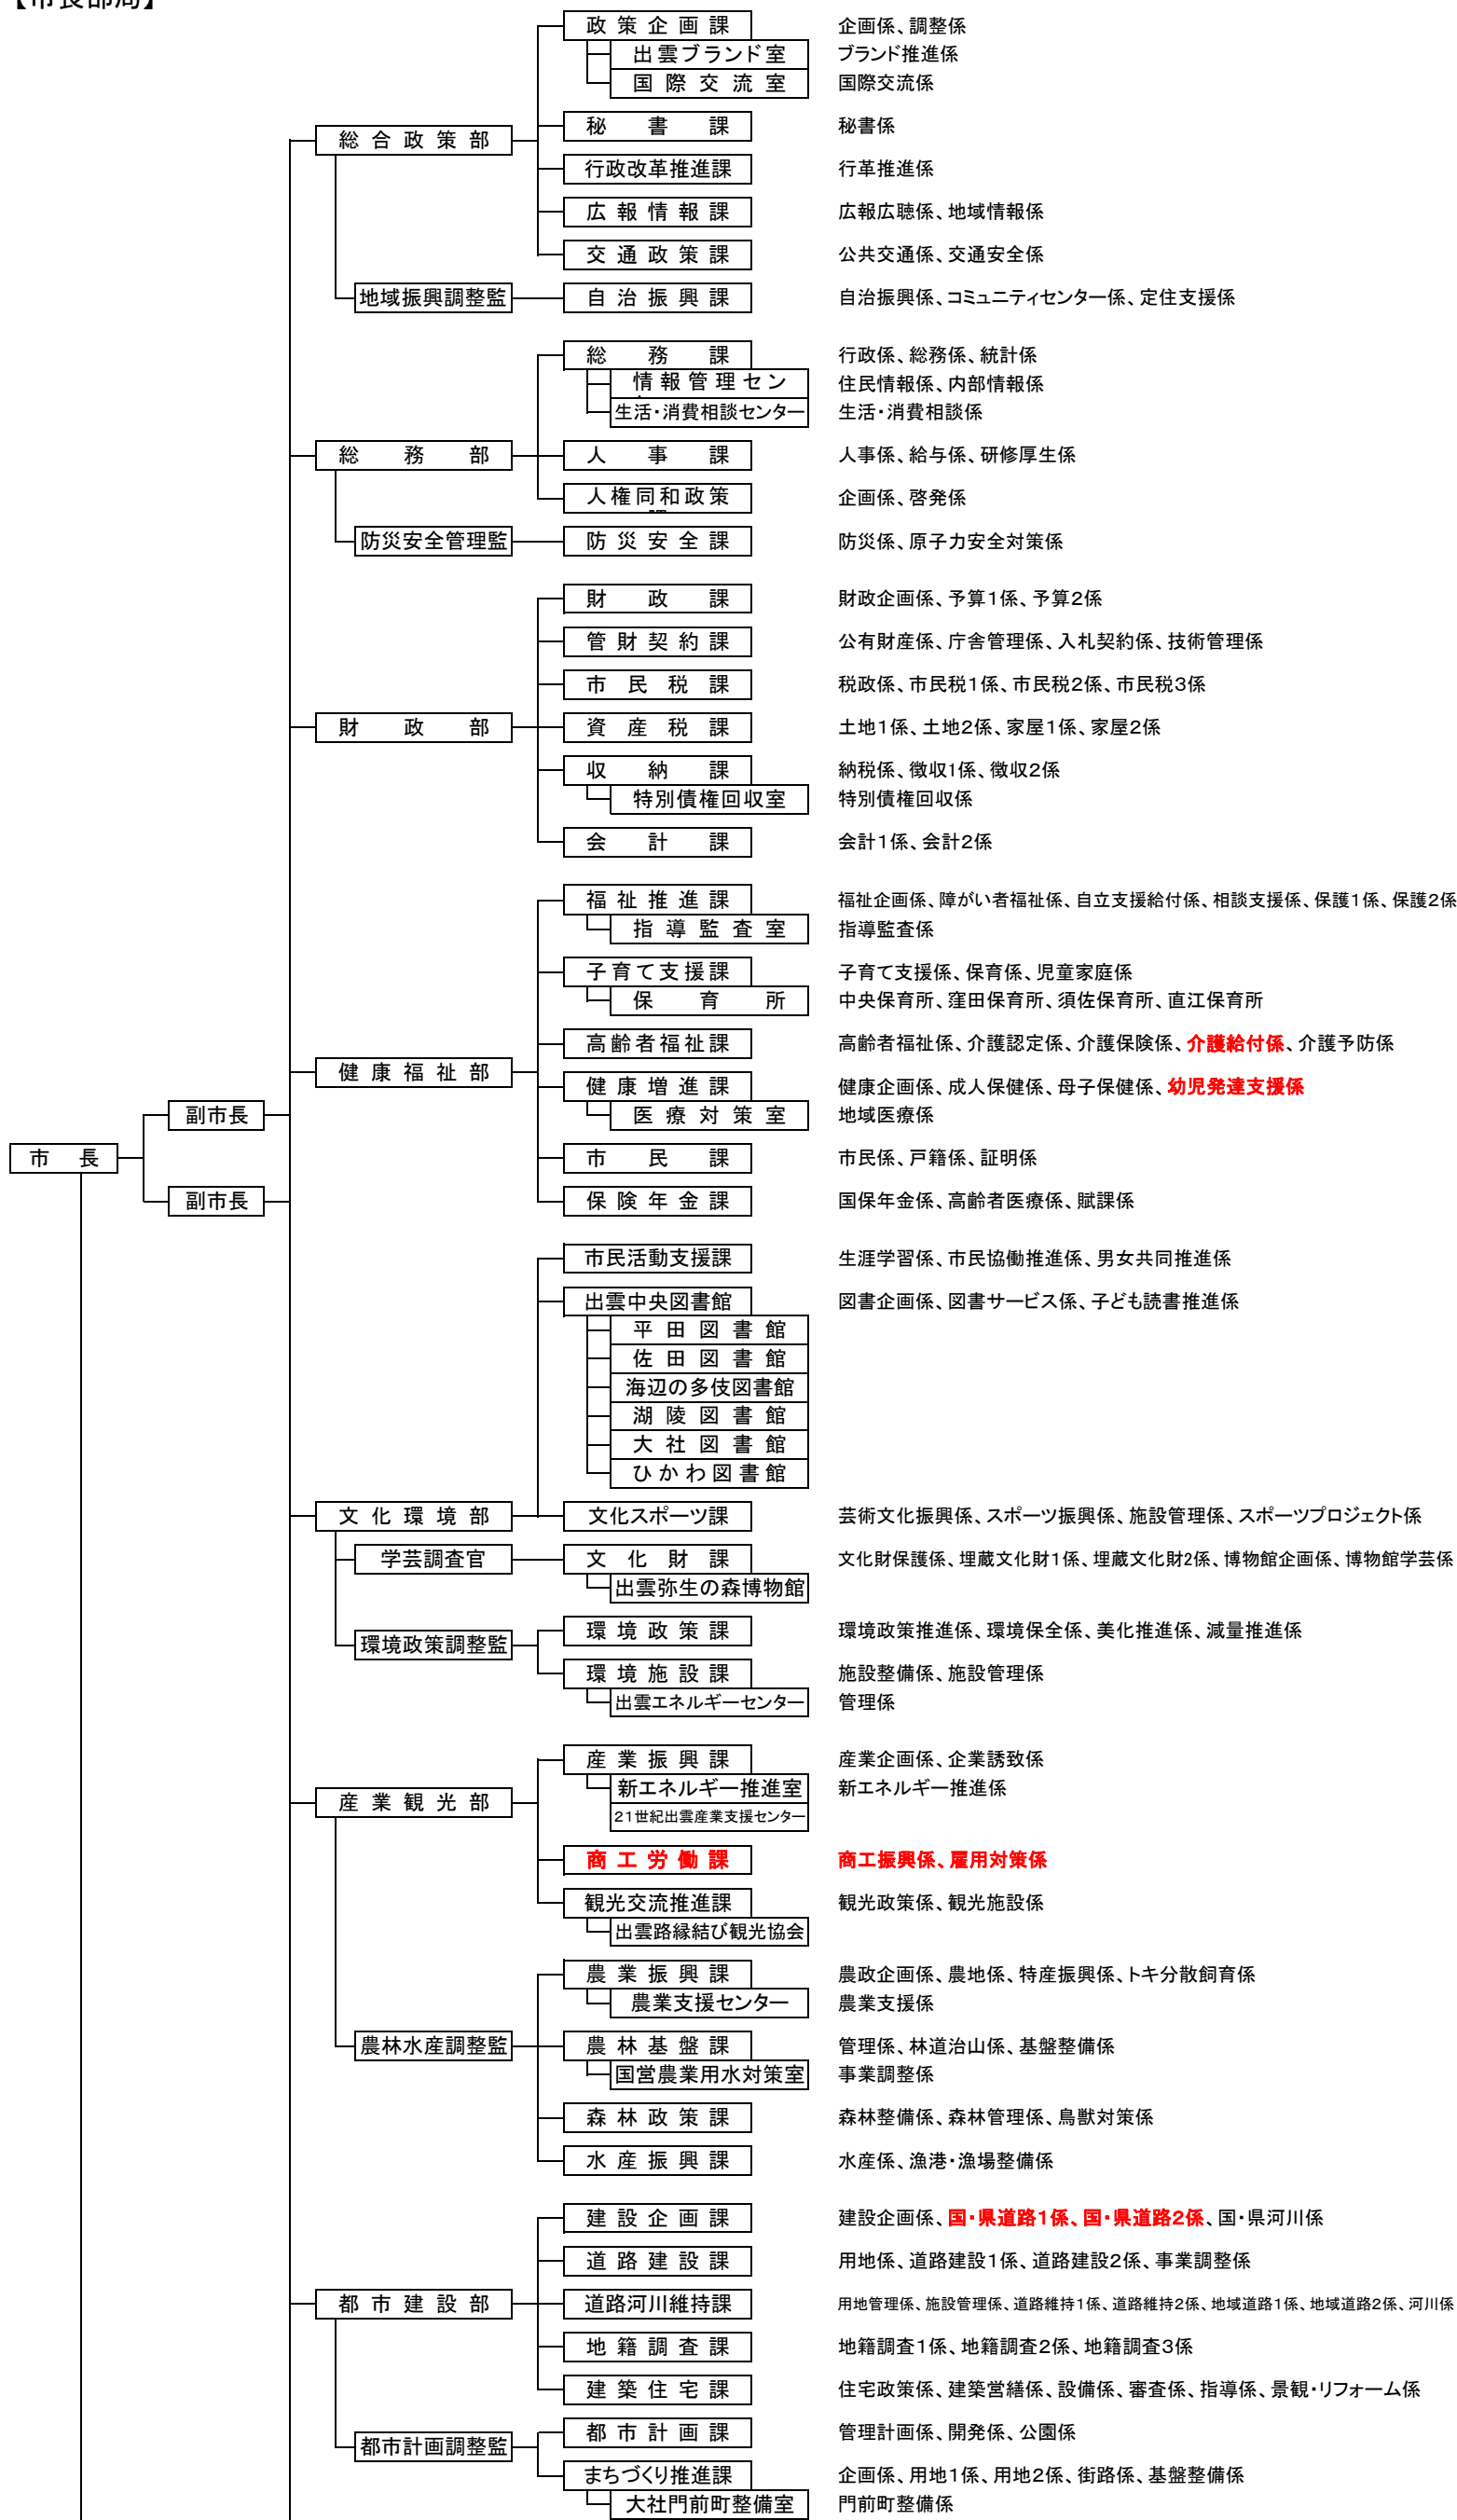 【市長部局】
政策企画課 企画係、調整係
出雲ブランド室 ブランド推進係
国際交流室 国際交流係
秘書課 秘書係
総合政策部
行政改革推進課 行革推進係
広報情報課 広報広聴係、地域情報係
交通政策課 公共交通係、交通安全係
地域振興調整監 自治振興課 自治振興係、コミュニティセンター係、定住支援係
総務課 行政係、総務係、統計係
情報管理セン 住民情報係、内部情報係
生活・消費相談センター 生活・消費相談係
総務部 人事課 人事係、給与係、研修厚生係
人権同和政策 企画係、啓発係
防災安全管理監 防災安全課 防災係、原子力安全対策係
財政課 財政企画係、予算1係、予算2係
管財契約課 公有財産係、庁舎管理係、入札契約係、技術管理係
市民税課 税政係、市民税1係、市民税2係、市民税3係
財政部 資産税課 土地1係、土地2係、家屋1係、家屋2係
収納課 納税係、徴収1係、徴収2係
特別債権回収室 特別債権回収係
会計課 会計1係、会計2係
福祉推進課 福祉企画係、障がい者福祉係、自立支援給付係、相談支援係、保護1係、保護2係
指導監査室 指導監査係
子育て支援課 子育て支援係、保育係、児童家庭係
保育所 中央保育所、窪田保育所、須佐保育所、直江保育所
高齢者福祉課 高齢者福祉係、介護認定係、介護保険係、介護給付係、介護予防係
健康福祉部
健康増進課 健康企画係、成人保健係、母子保健係、幼児発達支援係
副市長 医療対策室 地域医療係
市長 市民課 市民係、戸籍係、証明係
副市長 保険年金課 国保年金係、高齢者医療係、賦課係
市民活動支援課 生涯学習係、市民協働推進係、男女共同推進係
出雲中央図書館 図書企画係、図書サービス係、子ども読書推進係
平田図書館
佐田図書館
海辺の多伎図書館
湖陵図書館
大社図書館
ひかわ図書館
文化環境部 文化スポーツ課 芸術文化振興係、スポーツ振興係、施設管理係、スポーツプロジェクト係
学芸調査官 文化財課 文化財保護係、埋蔵文化財1係、埋蔵文化財2係、博物館企画係、博物館学芸係
出雲弥生の森博物館
環境政策課 環境政策推進係、環境保全係、美化推進係、減量推進係
環境政策調整監
環境施設課 施設整備係、施設管理係
出雲エネルギーセンター 管理係
産業振興課 産業企画係、企業誘致係
新エネルギー推進室 新エネルギー推進係
産業観光部
21世紀出雲産業支援センター
商工労働課 商工振興係、雇用対策係
観光交流推進課 観光政策係、観光施設係
出雲路縁結び観光協会
農業振興課 農政企画係、農地係、特産振興係、トキ分散飼育係
農業支援センター 農業支援係
農林水産調整監 農林基盤課 管理係、林道治山係、基盤整備係
国営農業用水対策室 事業調整係
森林政策課 森林整備係、森林管理係、鳥獣対策係
水産振興課 水産係、漁港・漁場整備係
建設企画課 建設企画係、国・県道路1係、国・県道路2係、国・県河川係
道路建設課 用地係、道路建設1係、道路建設2係、事業調整係
都市建設部 道路河川維持課 用地管理係、施設管理係、道路維持1係、道路維持2係、地域道路1係、地域道路2係、河川係
地籍調査課 地籍調査1係、地籍調査2係、地籍調査3係
建築住宅課 住宅政策係、建築営繕係、設備係、審査係、指導係、景観・リフォーム係
都市計画課 管理計画係、開発係、公園係
都市計画調整監
まちづくり推進課 企画係、用地1係、用地2係、街路係、基盤整備係
大社門前町整備室 門前町整備係